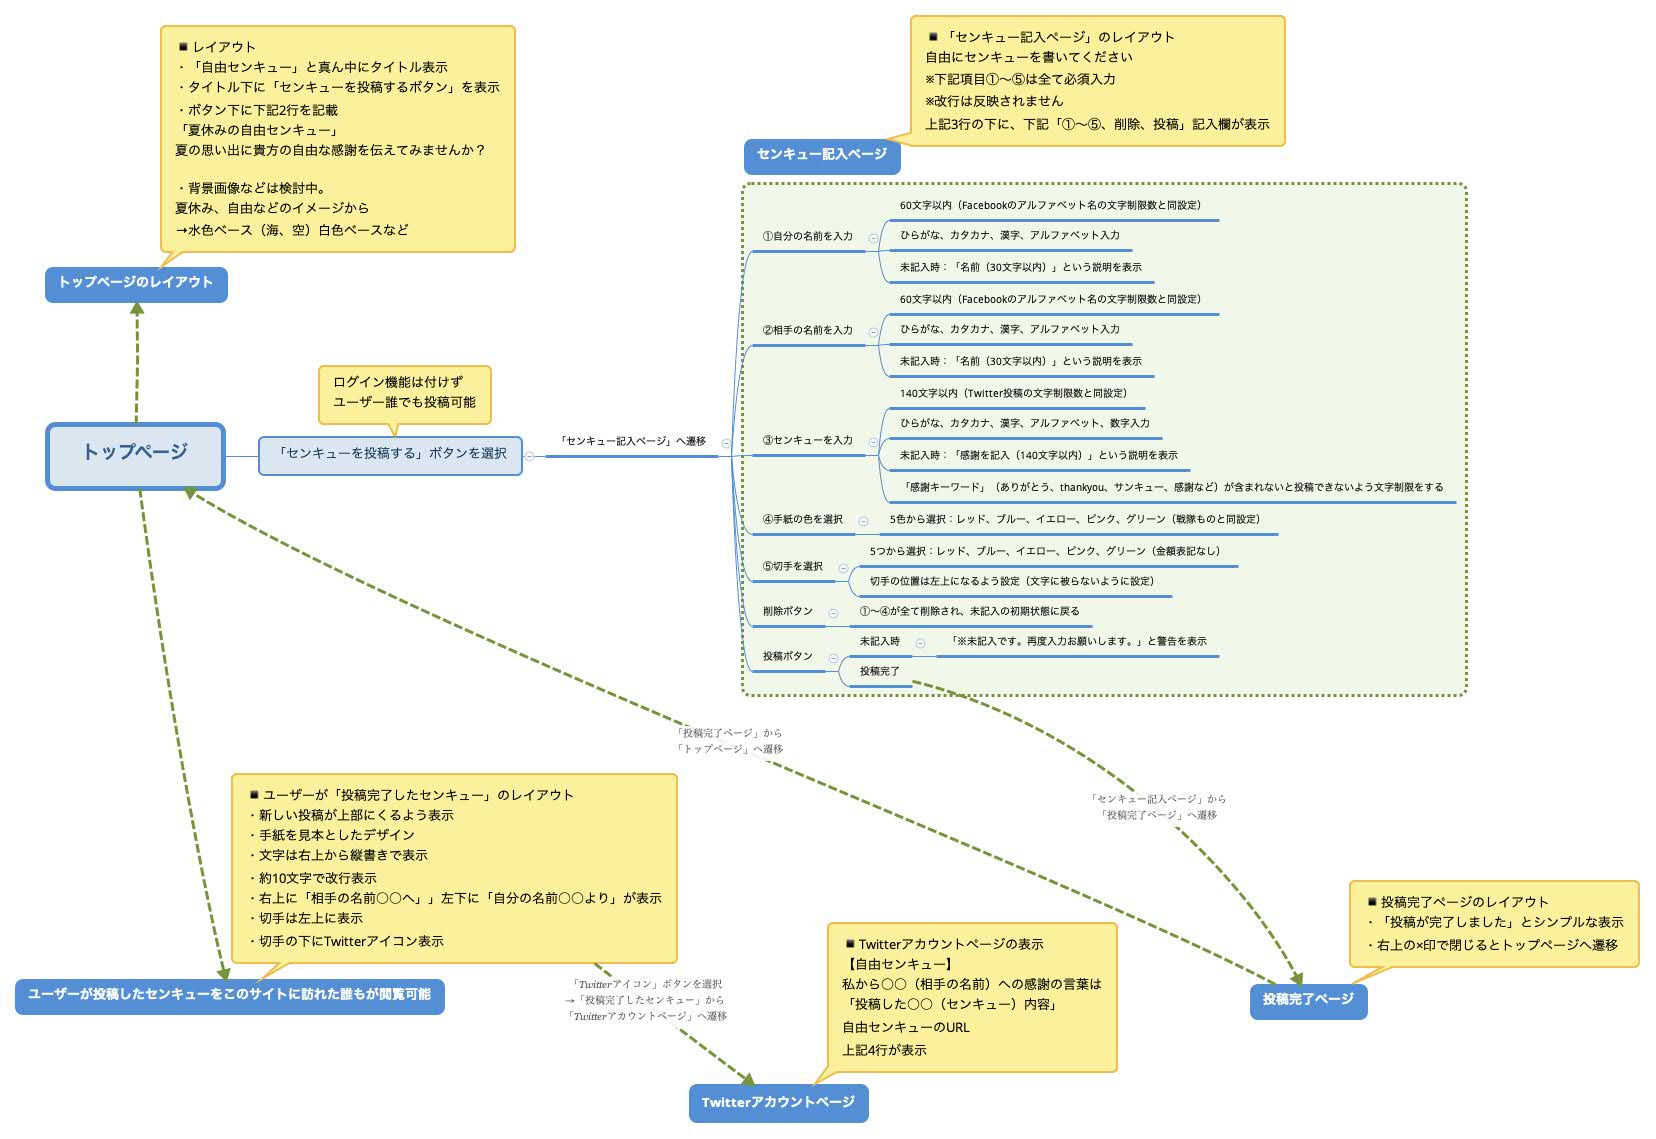 ■ レイアウト
・「自由センキュー」と真ん中にタイトル表示
・タイトル下に「センキューを投稿するボタン」を表示
・ボタン下に下記2行を記載
「夏休みの自由センキュー」
夏の思い出に貴方の自由な感謝を伝えてみませんか？
・背景画像などは検討中。
夏休み、自由などのイメージから
→水色ベース（海、空）白色ベースなど
トップページのレイアウト
■ 「センキュー記入ページ」のレイアウト
自由にセンキューを書いてください
※下記項目①～⑤は全て必須入力
※改行は反映されません
上記3行の下に、下記「①～⑤、削除、投稿」記入欄が表示
センキュー記入ページ
トップページ
ログイン機能は付けず
ユーザー誰でも投稿可能
「センキューを投稿する」ボタンを選択
「センキュー記入ページ」へ遷移
①自分の名前を入力
60文字以内（Facebookのアルファベット名の文字制限数と同設定）
ひらがな、カタカナ、漢字、アルファベット入力
未記入時：「名前（30文字以内）」という説明を表示
②相手の名前を入力
60文字以内（Facebookのアルファベット名の文字制限数と同設定）
ひらがな、カタカナ、漢字、アルファベット入力
未記入時：「名前（30文字以内）」という説明を表示
③センキューを入力
140文字以内（Twitter投稿の文字制限数と同設定）
ひらがな、カタカナ、漢字、アルファベット、数字入力
未記入時：「感謝を記入（140文字以内）」という説明を表示
「感謝キーワード」（ありがとう、thankyou、サンキュー、感謝など）が含まれないと投稿できないよう文字制限をする
④手紙の色を選択
5色から選択：レッド、ブルー、イエロー、ピンク、グリーン（戦隊ものと同設定）
⑤切手を選択
5つから選択：レッド、ブルー、イエロー、ピンク、グリーン（金額表記なし）
切手の位置は左上になるよう設定（文字に被らないように設定）
削除ボタン
①～④が全て削除され、未記入の初期状態に戻る
投稿ボタン
未記入時
「※未記入です。再度入力お願いします。」と警告を表示
投稿完了
「投稿完了ページ」から
「トップページ」へ遷移
「センキュー記入ページ」から
「投稿完了ページ」へ遷移
■ ユーザーが「投稿完了したセンキュー」のレイアウト
・新しい投稿が上部にくるよう表示
・手紙を見本としたデザイン
・文字は右上から縦書きで表示
・約10文字で改行表示
・右上に「相手の名前〇〇へ」」左下に「自分の名前〇〇より」が表示
・切手は左上に表示
・切手の下にTwitterアイコン表示
ユーザーが投稿したセンキューをこのサイトに訪れた誰もが閲覧可能
「Twitterアイコン」ボタンを選択
→「投稿完了したセンキュー」から
「Twitterアカウントページ」へ遷移
■ Twitterアカウントページの表示
【自由センキュー】
私から〇〇（相手の名前）への感謝の言葉は
「投稿した〇〇（センキュー）内容」
自由センキューのURL
上記4行が表示
Twitterアカウントページ
■ 投稿完了ページのレイアウト
・「投稿が完了しました」とシンプルな表示
・右上の×印で閉じるとトップページへ遷移
投稿完了ページ